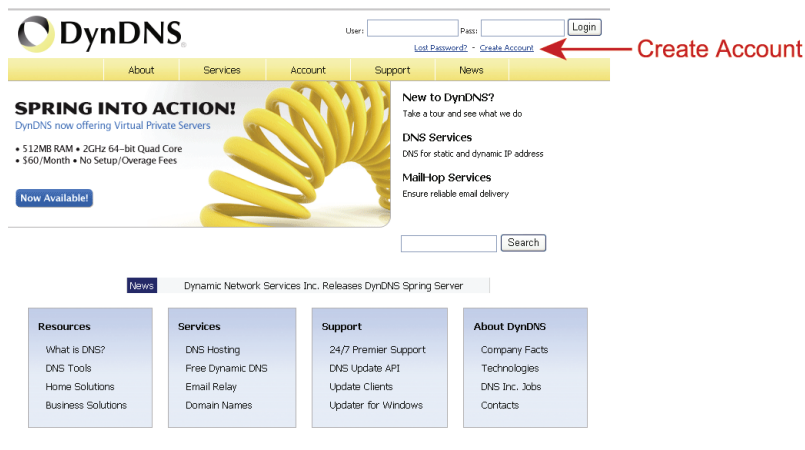 DynDNS
User: Pass: Login
Lost Password? - Create Account
Create Account
About Services Account Support News
SPRING INTO ACTION!
DynDNS now offering Virtual Private Servers
• 512MB RAM • 2GHz 64-bit Quad Core
• $60/Month • No Setup/Overage Fees
Now Available!
New to DynDNS?
Take a tour and see what we do
DNS Services
DNS for static and dynamic IP address
MailHop Services
Ensure reliable email delivery
Search
News Dynamic Network Services Inc. Releases DynDNS Spring Server
Resources
What is DNS?
DNS Tools
Home Solutions
Business Solutions
Services
DNS Hosting
Free Dynamic DNS
Email Relay
Domain Names
Support
24/7 Premier Support
DNS Update API
Update Clients
Updater for Windows
About DynDNS
Company Facts
Technologies
DNS Inc. Jobs
Contacts